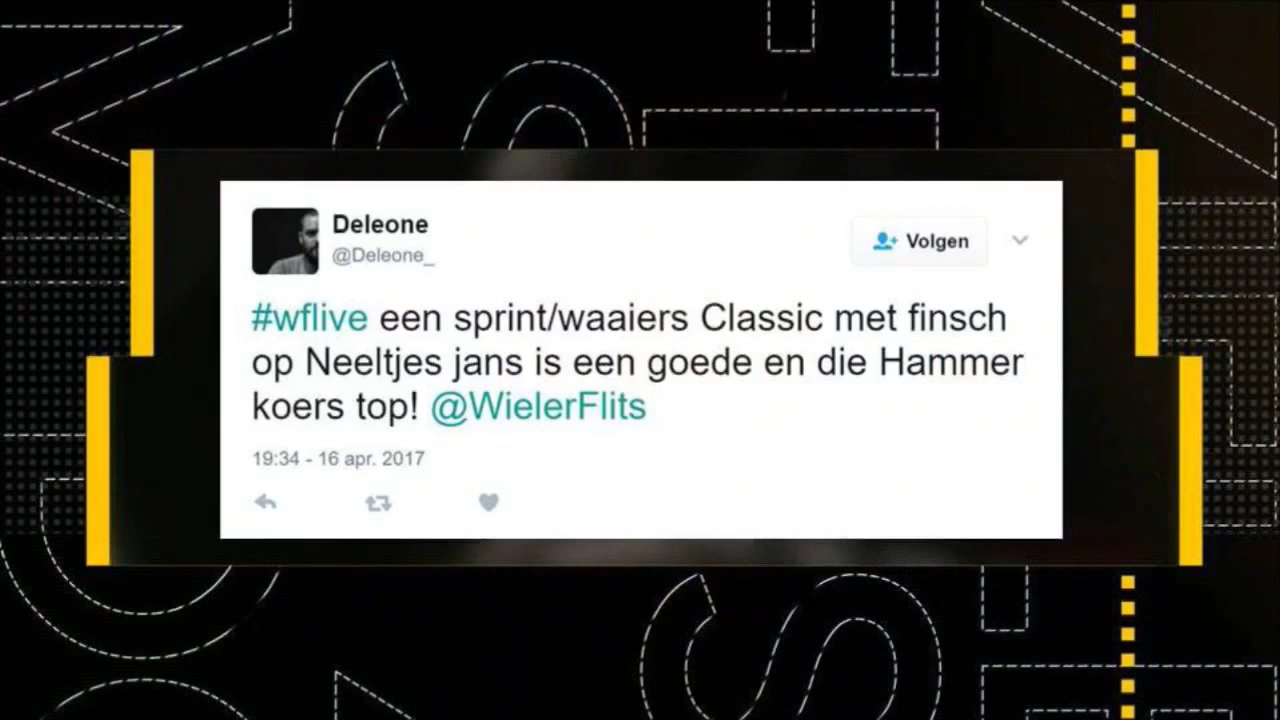 Deleone
@Deleone_
Volgen
#wflive een sprint/waaiers Classic met finsch
op Neeltjes jans is een goede en die Hammer
koers top! @WielerFlits
19:34 - 16 apr. 2017